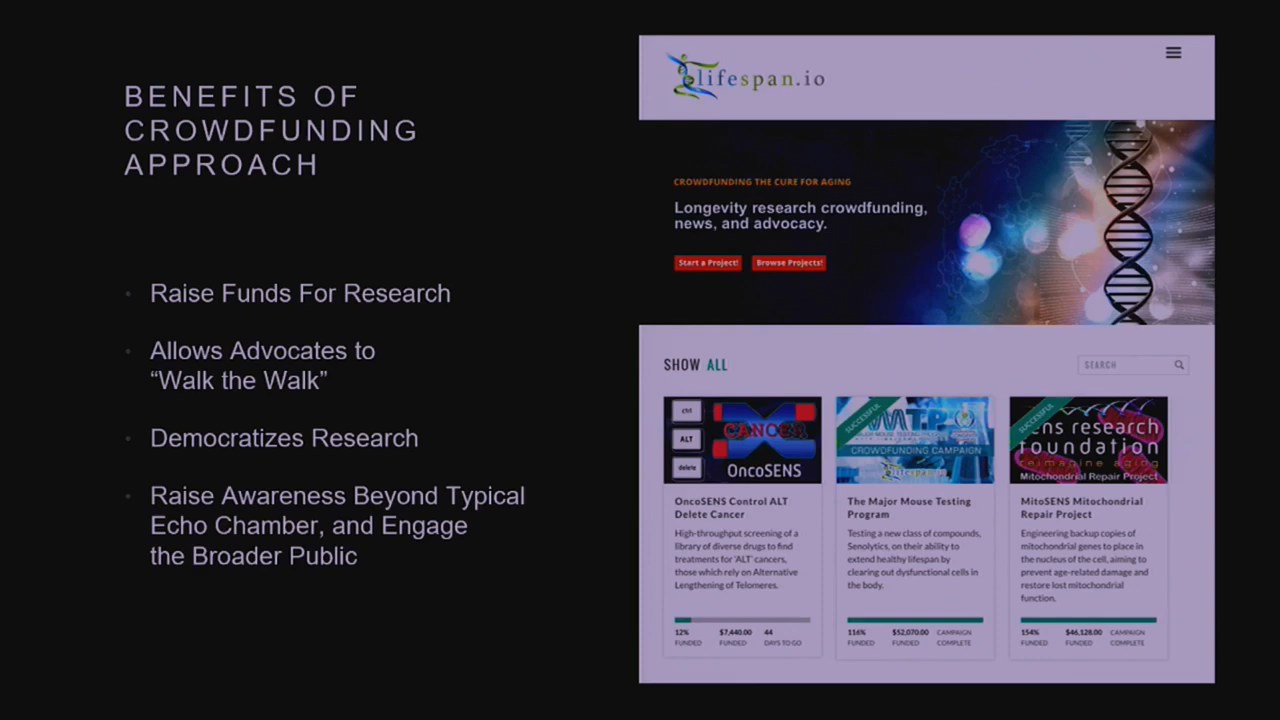 BENEFITS OF
CROWDFUNDING
APPROACH
Raise Funds For Research
Allows Advocates to
“Walk the Walk”
Democratizes Research
Raise Awareness Beyond Typical
Echo Chamber, and Engage
the Broader Public
lifespan.io
CROWDFUNDING THE CURE FOR AGING
Longevity research crowdfunding,
news, and advocacy.
Start a Project! Browse Projects!
SHOW ALL
SEARCH
ctrl
ALT
delete
CANCER
OncoSENS
OncoSENS Control ALT
Delete Cancer
High-throughput screening of a
library of diverse drugs to find
treatments for 'ALT' cancers,
those which rely on Alternative
Lengthening of Telomeres.
12% $7,440.00 44
FUNDED FUNDED DAYS TO GO
SUCCESSFUL
M.T.P
CROWDFUNDING CAMPAIGN
The Major Mouse Testing
Program
Testing a new class of compounds,
Senolytics, on their ability to
extend healthy lifespan by
clearing out dysfunctional cells in
the body.
116% $52,070.00 CAMPAIGN
FUNDED FUNDED COMPLETE
SUCCESSFUL
sens research
foundation
reimagine aging
Mitochondrial Repair Project
MitoSENS Mitochondrial
Repair Project
Engineering backup copies of
mitochondrial genes to place in
the nucleus of the cell, aiming to
prevent age-related damage and
restore lost mitochondrial
function.
154% $46,128.00 CAMPAIGN
FUNDED FUNDED COMPLETE